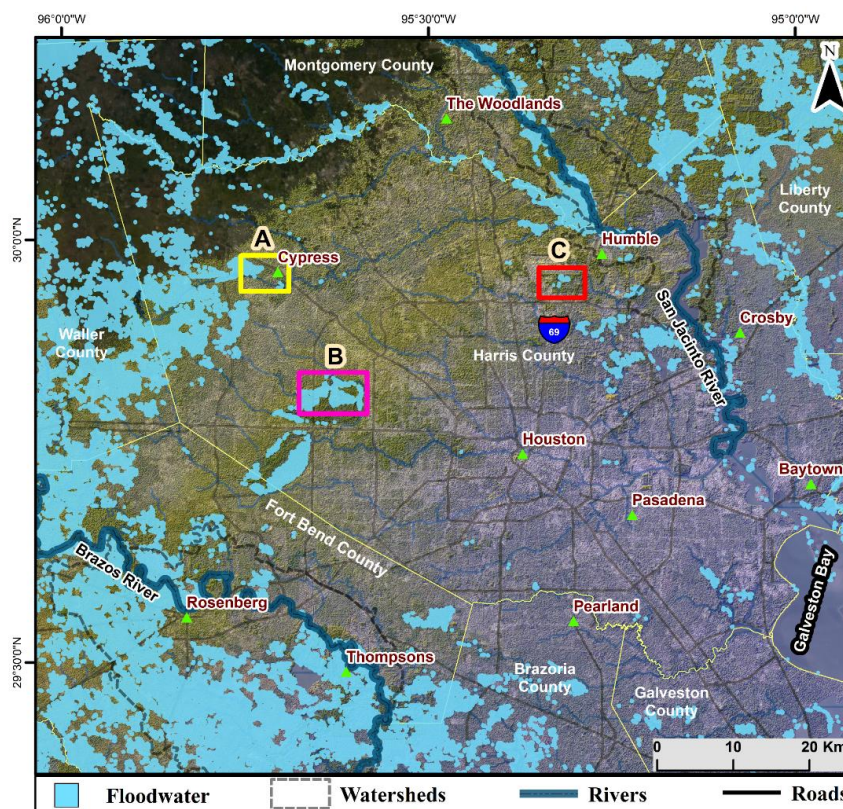 96°0'0"W
95°30'0"W
95°0'0"W
N
Montgomery County
The Woodlands
Liberty
County
30°0'0"N
A
Cypress
C
Humble
San Jacinto River
Crosby
69
Waller
County
Harris County
B
Houston
Baytown
Pasadena
Fort Bend County
Brazos River
Rosenberg
Pearland
Galveston Bay
29°30'0"N
Thompsons
Brazoria
County
Galveston
County
0 10 20 Km
Floodwater
Watersheds
Rivers
Roads